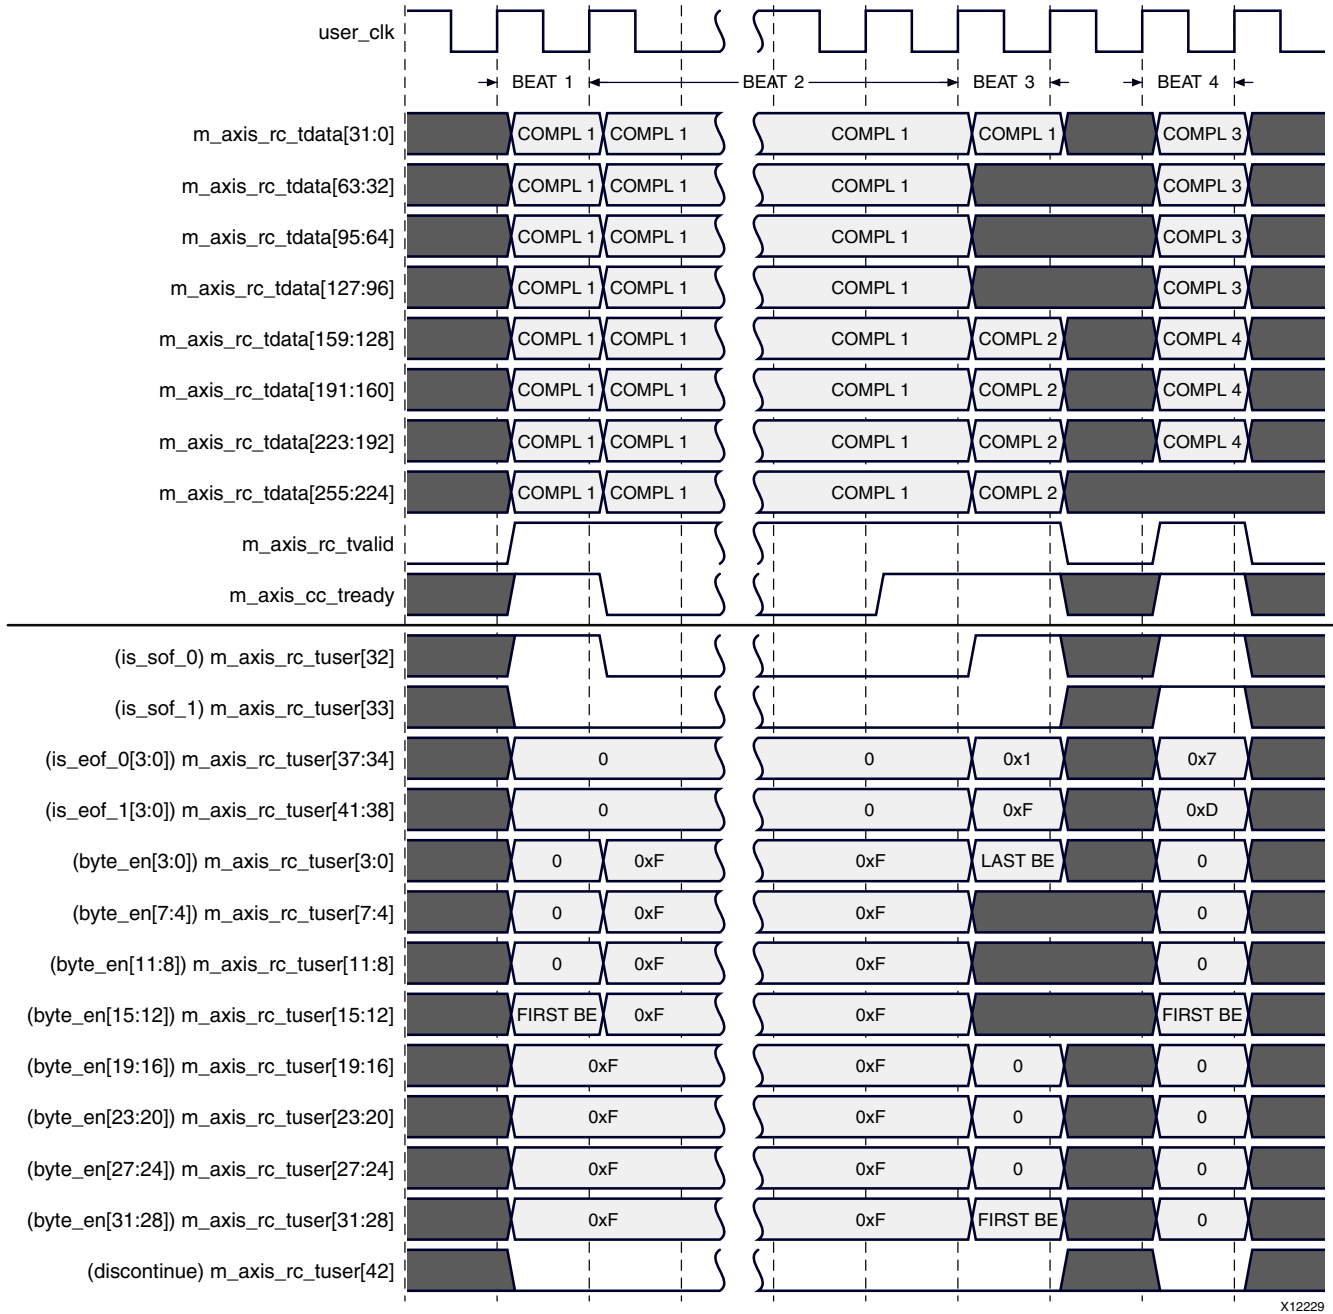 user_clk
BEAT 1 BEAT 2 BEAT 3 BEAT 4
m_axis_rc_tdata[31:0] COMPL 1 COMPL 1 COMPL 1 COMPL 1 COMPL 3
m_axis_rc_tdata[63:32] COMPL 1 COMPL 1 COMPL 1 COMPL 3
m_axis_rc_tdata[95:64] COMPL 1 COMPL 1 COMPL 1 COMPL 3
m_axis_rc_tdata[127:96] COMPL 1 COMPL 1 COMPL 1 COMPL 3
m_axis_rc_tdata[159:128] COMPL 1 COMPL 1 COMPL 1 COMPL 2 COMPL 4
m_axis_rc_tdata[191:160] COMPL 1 COMPL 1 COMPL 1 COMPL 2 COMPL 4
m_axis_rc_tdata[223:192] COMPL 1 COMPL 1 COMPL 1 COMPL 2 COMPL 4
m_axis_rc_tdata[255:224] COMPL 1 COMPL 1 COMPL 1 COMPL 2
m_axis_rc_tvalid
m_axis_cc_tready
(is_sof_0) m_axis_rc_tuser[32]
(is_sof_1) m_axis_rc_tuser[33]
(is_eof_0[3:0]) m_axis_rc_tuser[37:34] 0 0 0x1 0x7
(is_eof_1[3:0]) m_axis_rc_tuser[41:38] 0 0 0xF 0xD
(byte_en[3:0]) m_axis_rc_tuser[3:0] 0 0xF 0xF LAST BE 0
(byte_en[7:4]) m_axis_rc_tuser[7:4] 0 0xF 0xF 0
(byte_en[11:8]) m_axis_rc_tuser[11:8] 0 0xF 0xF 0
(byte_en[15:12]) m_axis_rc_tuser[15:12] FIRST BE 0xF 0xF FIRST BE
(byte_en[19:16]) m_axis_rc_tuser[19:16] 0xF 0xF 0 0
(byte_en[23:20]) m_axis_rc_tuser[23:20] 0xF 0xF 0 0
(byte_en[27:24]) m_axis_rc_tuser[27:24] 0xF 0xF 0 0
(byte_en[31:28]) m_axis_rc_tuser[31:28] 0xF 0xF FIRST BE 0
(discontinue) m_axis_rc_tuser[42]
X12229